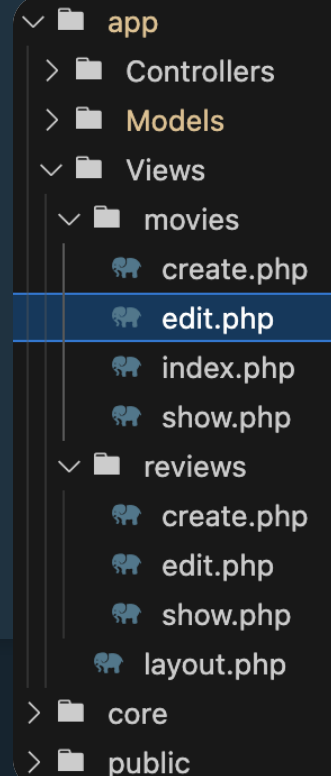 app
Controllers
Models
Views
movies
create.php
edit.php
index.php
show.php
reviews
create.php
edit.php
show.php
layout.php
core
public